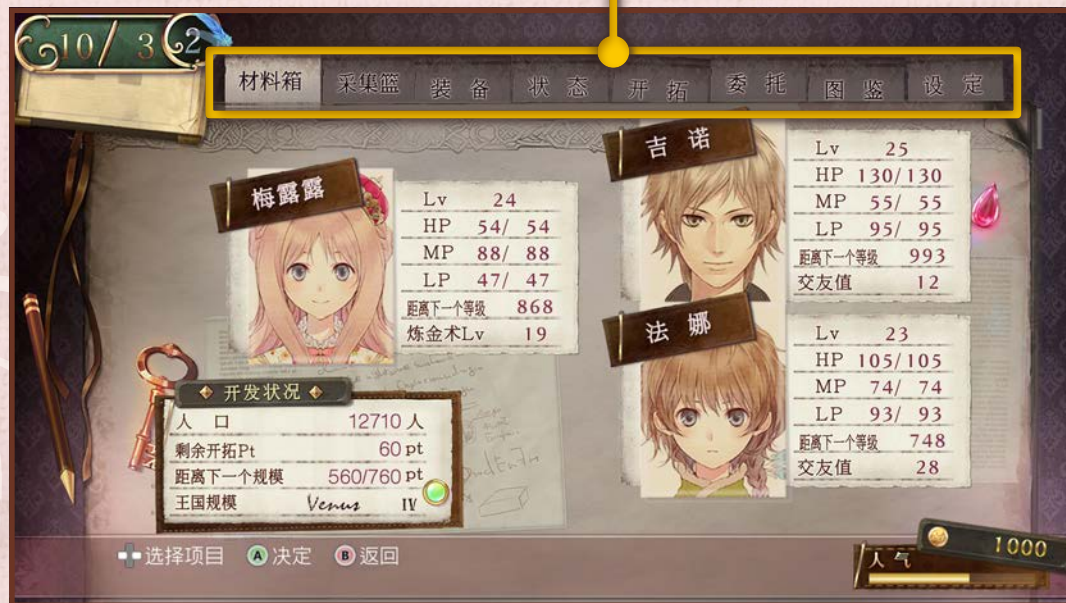 10/ 3 2
材料箱 采集篮 装备 状态 开拓 委托 图鉴 设定
梅露露
Lv 24
HP 54/ 54
MP 88/ 88
LP 47/ 47
距离下一个等级 868
炼金术Lv 19
吉诺
Lv 25
HP 130/130
MP 55/ 55
LP 95/ 95
距离下一个等级 993
交友值 12
法娜
Lv 23
HP 105/105
MP 74/ 74
LP 93/ 93
距离下一个等级 748
交友值 28
开发状况
人口 12710人
剩余开拓Pt 60 pt
距离下一个规模 560/760 pt
王国规模 Venus IV
选择项目 A 决定 B 返回
1000
人气